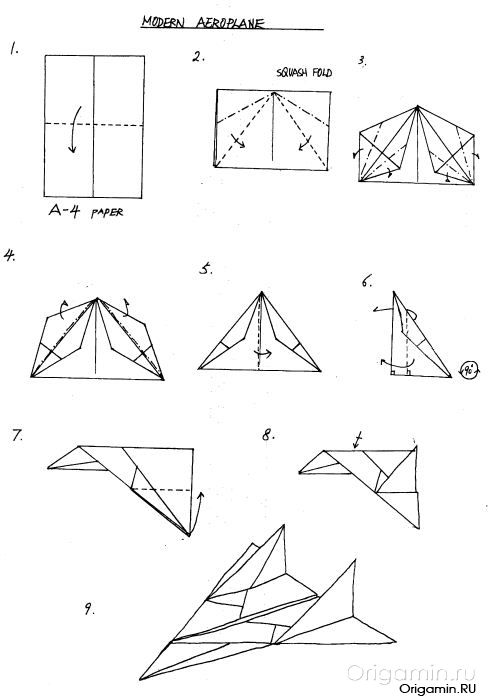 MODERN AEROPLANE
1.
2.
SQUASH FOLD
3.
A-4 PAPER
4.
5.
6.
90°
7.
8.
9.
Origamin.ru
Origamin.RU